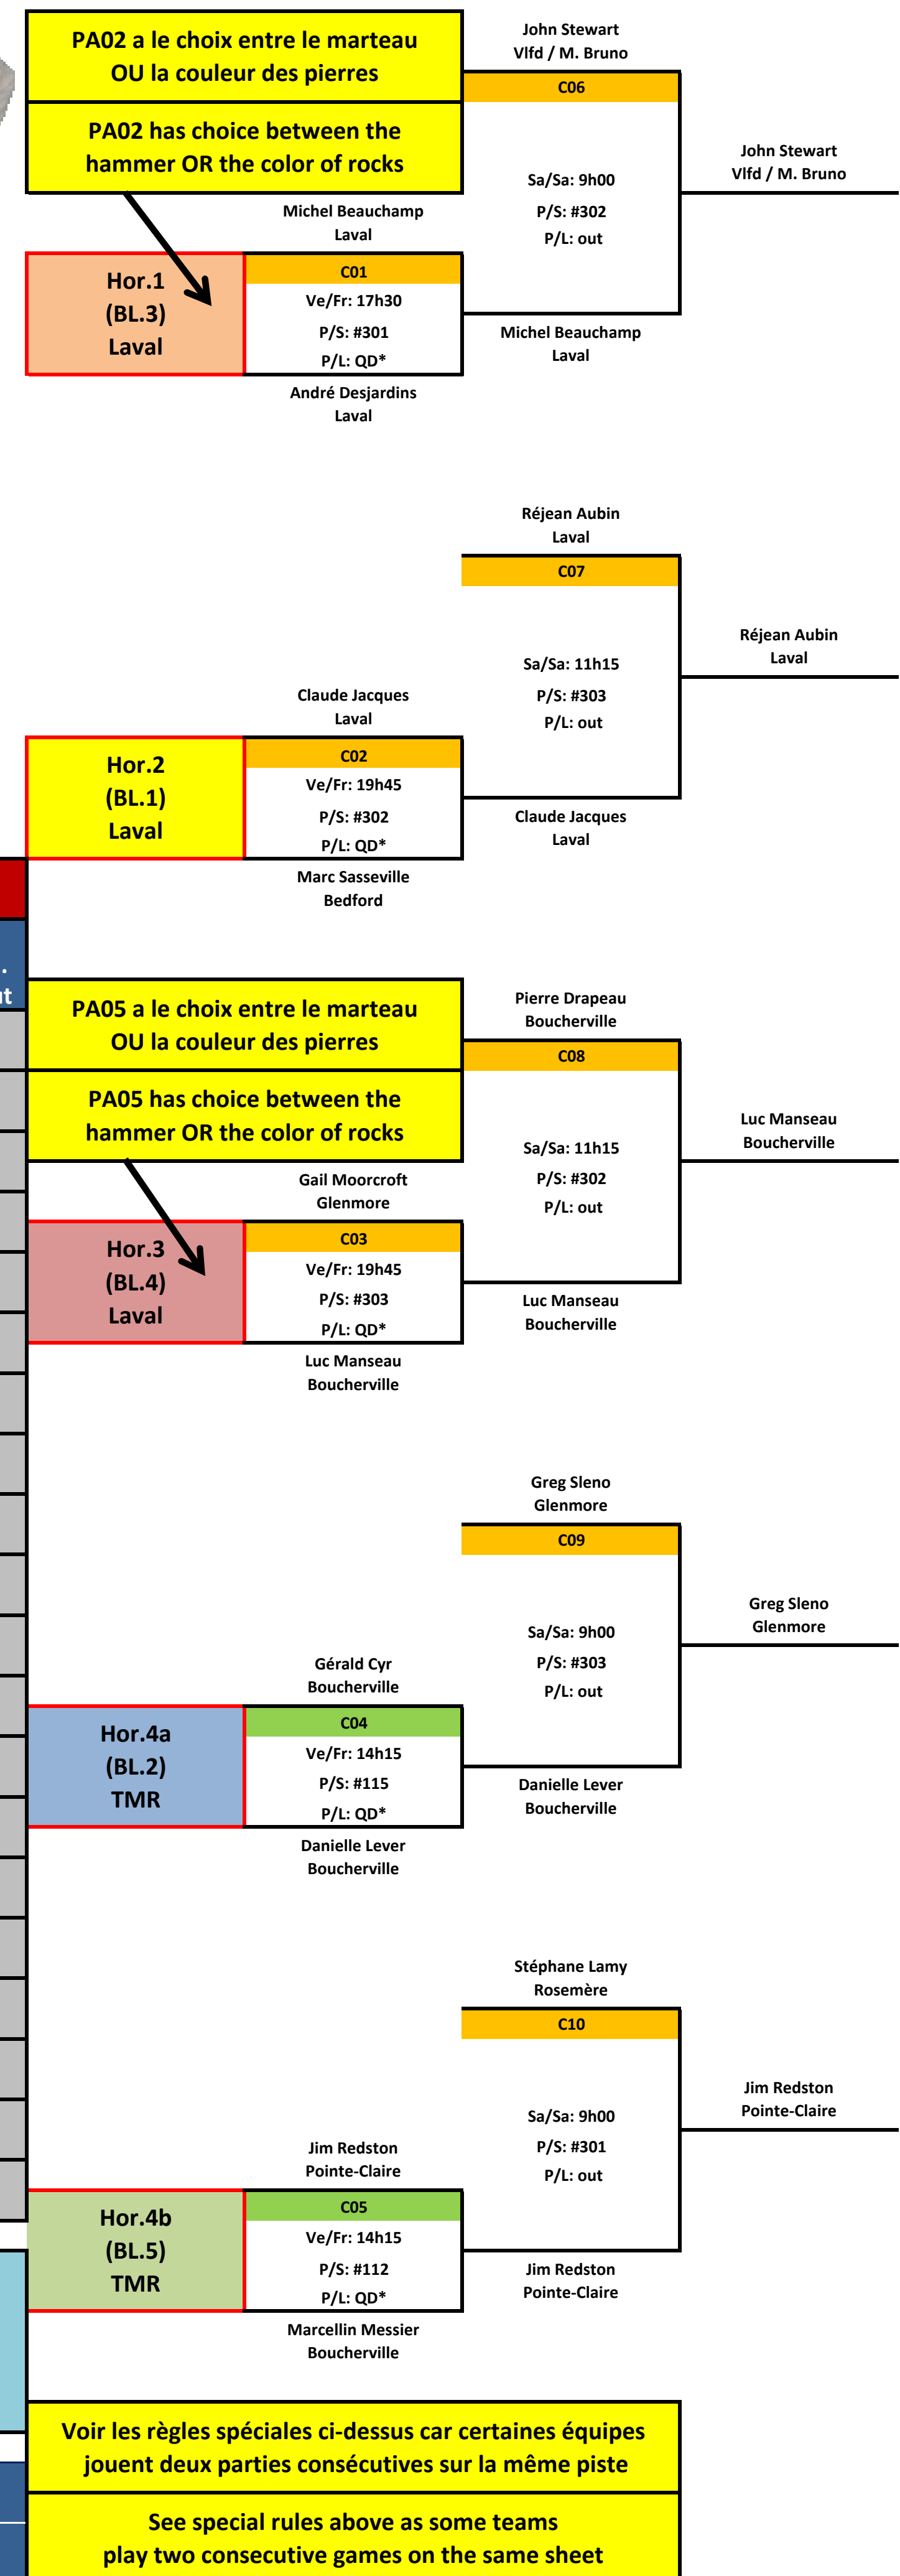 PA02 a le choix entre le marteau
OU la couleur des pierres
PA02 has choice between the
hammer OR the color of rocks
John Stewart
Vlfd / M. Bruno
C06
Sa/Sa: 9h00
P/S: #302
P/L: out
John Stewart
Vlfd / M. Bruno
Michel Beauchamp
Laval
Hor.1
(BL.3)
Laval
C01
Ve/Fr: 17h30
P/S: #301
P/L: QD*
Michel Beauchamp
Laval
André Desjardins
Laval
Réjean Aubin
Laval
C07
Sa/Sa: 11h15
P/S: #303
P/L: out
Réjean Aubin
Laval
Claude Jacques
Laval
Hor.2
(BL.1)
Laval
C02
Ve/Fr: 19h45
P/S: #302
P/L: QD*
Claude Jacques
Laval
Marc Sasseville
Bedford
PA05 a le choix entre le marteau
OU la couleur des pierres
PA05 has choice between the
hammer OR the color of rocks
Pierre Drapeau
Boucherville
C08
Sa/Sa: 11h15
P/S: #302
P/L: out
Luc Manseau
Boucherville
Gail Moorcroft
Glenmore
Hor.3
(BL.4)
Laval
C03
Ve/Fr: 19h45
P/S: #303
P/L: QD*
Luc Manseau
Boucherville
Luc Manseau
Boucherville
Greg Sleno
Glenmore
C09
Sa/Sa: 9h00
P/S: #303
P/L: out
Greg Sleno
Glenmore
Gérald Cyr
Boucherville
Hor.4a
(BL.2)
TMR
C04
Ve/Fr: 14h15
P/S: #115
P/L: QD*
Danielle Lever
Boucherville
Danielle Lever
Boucherville
Stéphane Lamy
Rosemère
C10
Sa/Sa: 9h00
P/S: #301
P/L: out
Jim Redston
Pointe-Claire
Jim Redston
Pointe-Claire
Hor.4b
(BL.5)
TMR
C05
Ve/Fr: 14h15
P/S: #112
P/L: QD*
Jim Redston
Pointe-Claire
Marcellin Messier
Boucherville
Voir les règles spéciales ci-dessus car certaines équipes
jouent deux parties consécutives sur la même piste
See special rules above as some teams
play two consecutive games on the same sheet